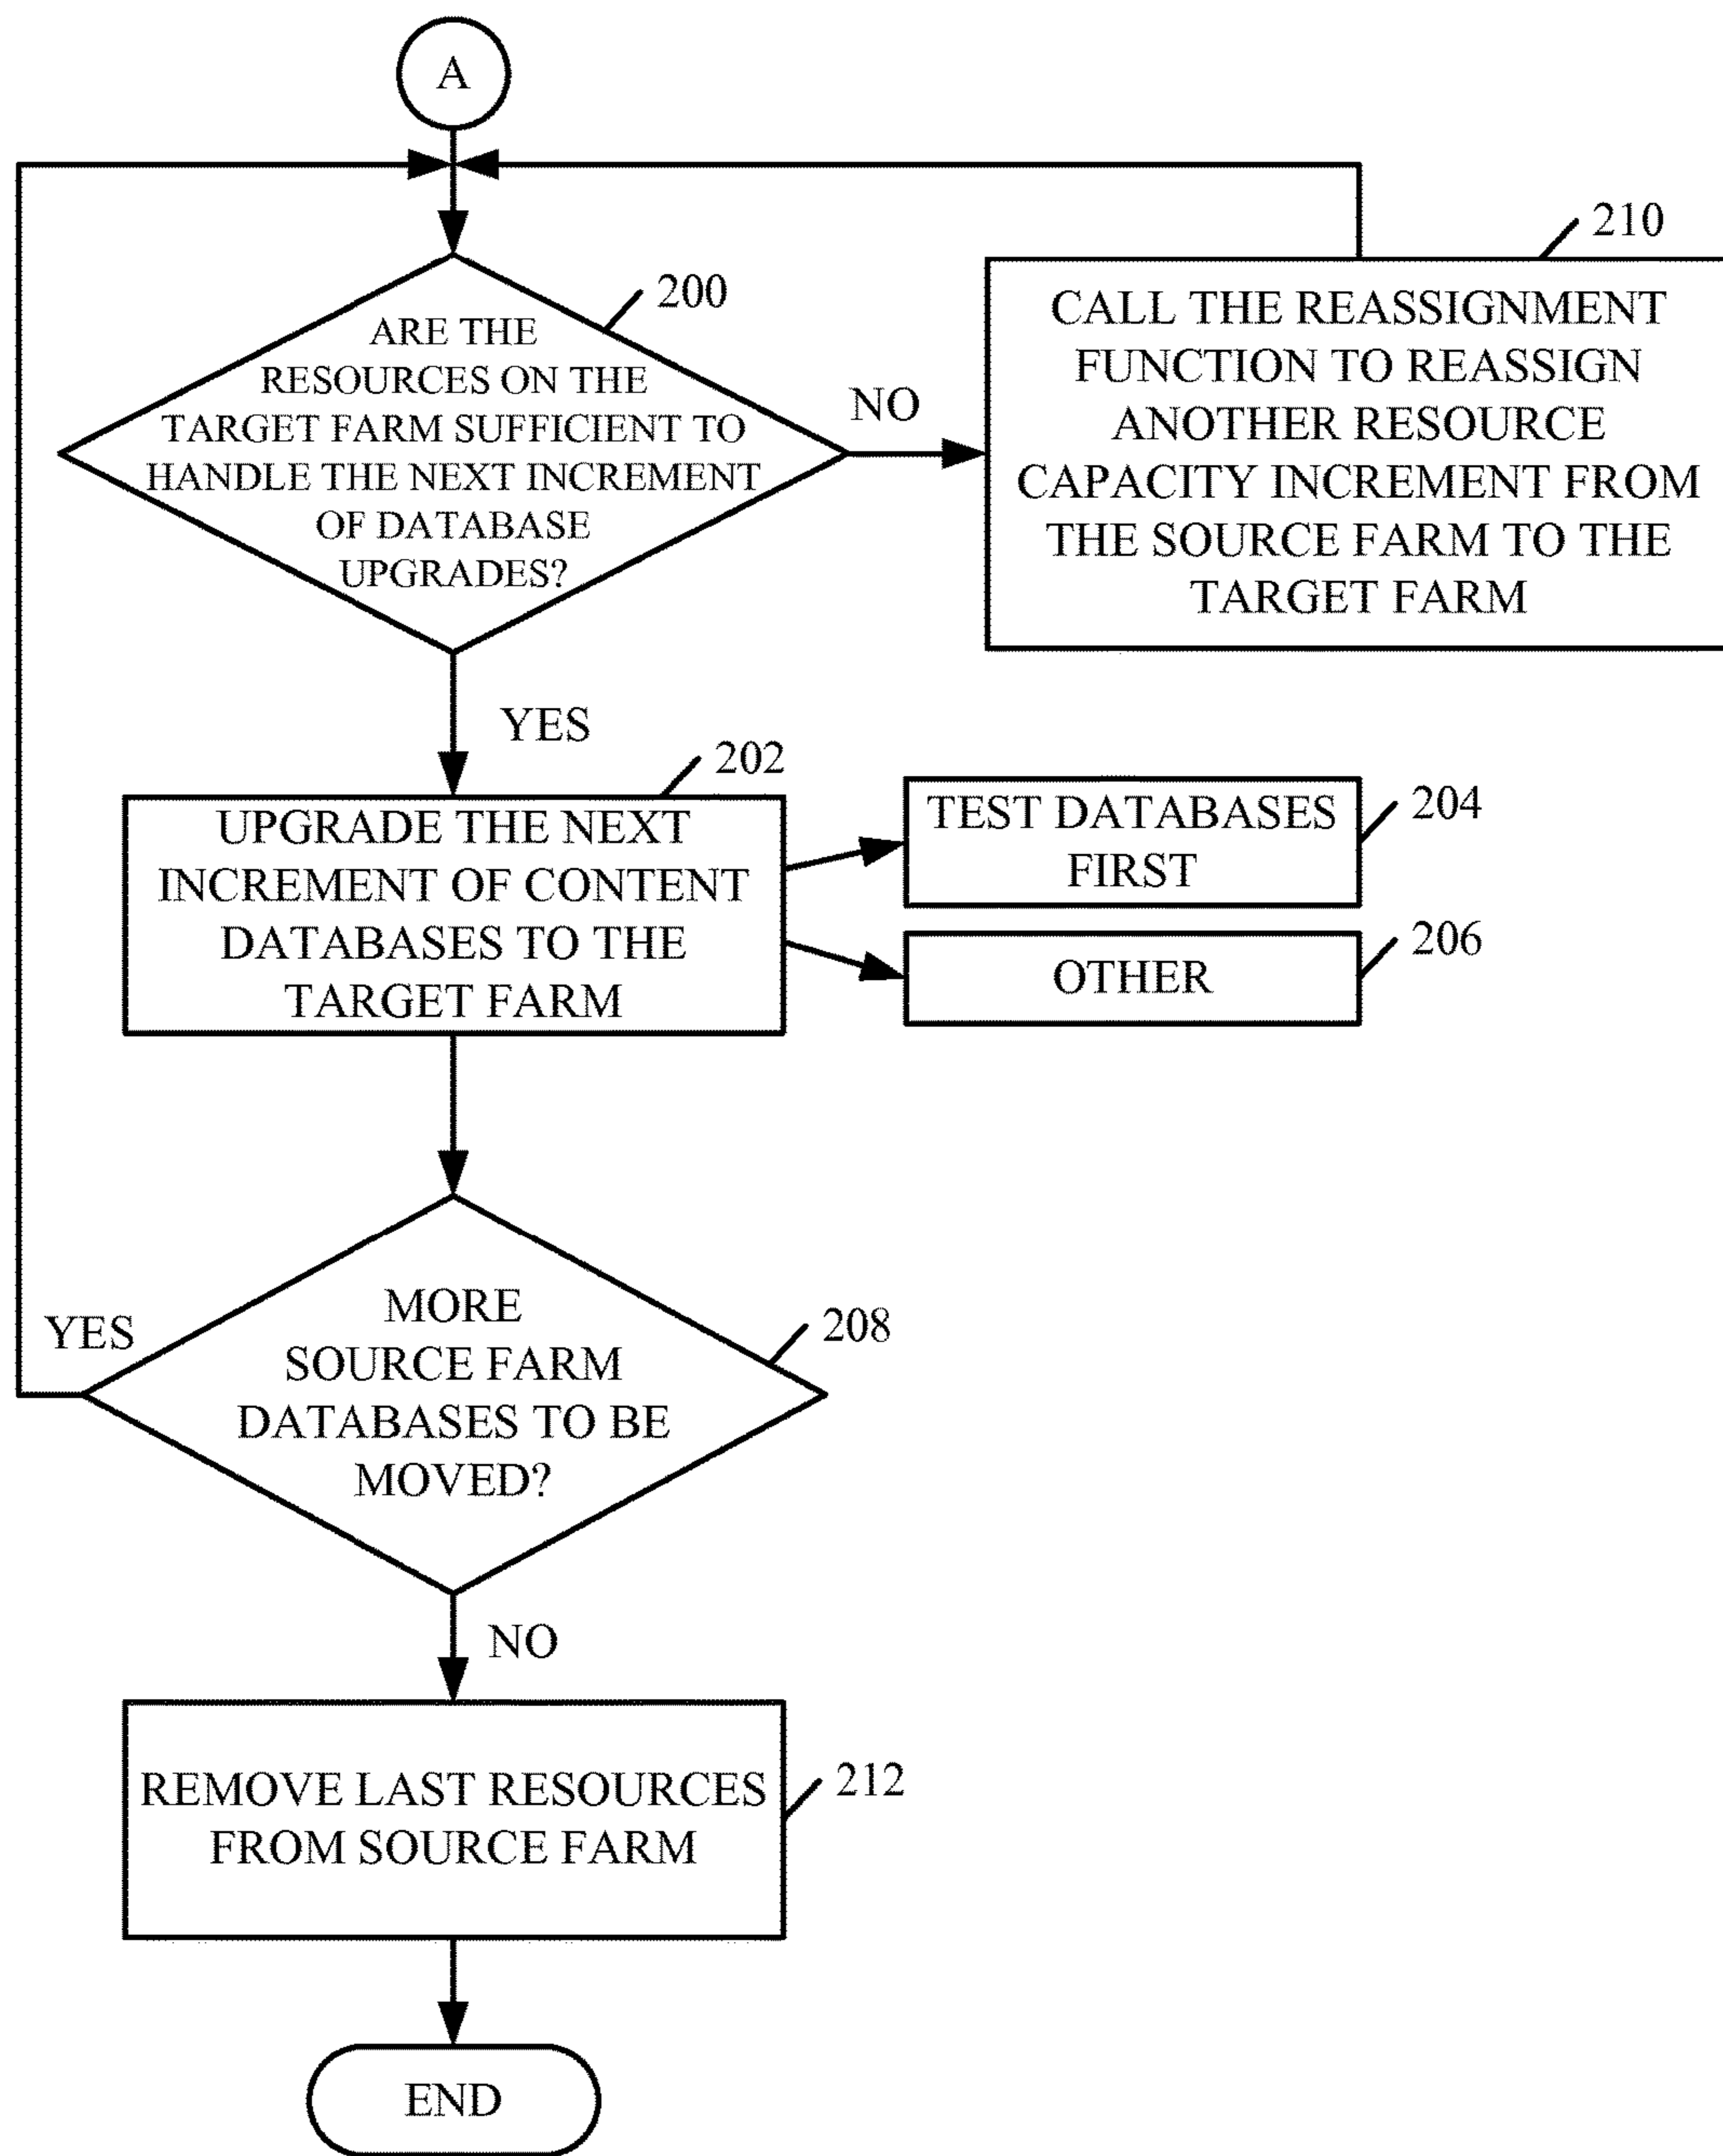 A
200
ARE THE
RESOURCES ON THE
TARGET FARM SUFFICIENT TO
HANDLE THE NEXT INCREMENT
OF DATABASE
UPGRADES?
NO
210
CALL THE REASSIGNMENT
FUNCTION TO REASSIGN
ANOTHER RESOURCE
CAPACITY INCREMENT FROM
THE SOURCE FARM TO THE
TARGET FARM
YES
202
UPGRADE THE NEXT
INCREMENT OF CONTENT
DATABASES TO THE
TARGET FARM
TEST DATABASES
FIRST
204
OTHER
206
MORE
SOURCE FARM
DATABASES TO BE
MOVED?
208
YES
NO
REMOVE LAST RESOURCES
FROM SOURCE FARM
212
END